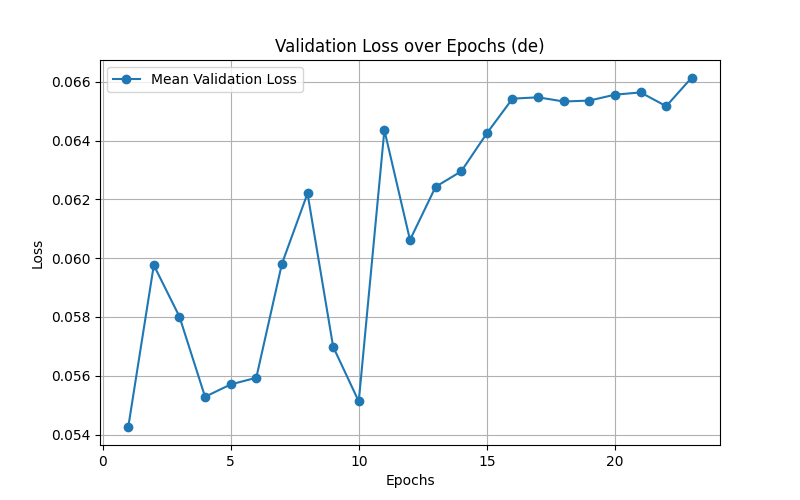 Validation Loss over Epochs (de)
Mean Validation Loss
0.066
0.064
0.062
0.060
0.058
0.056
0.054
Loss
0 5 10 15 20
Epochs